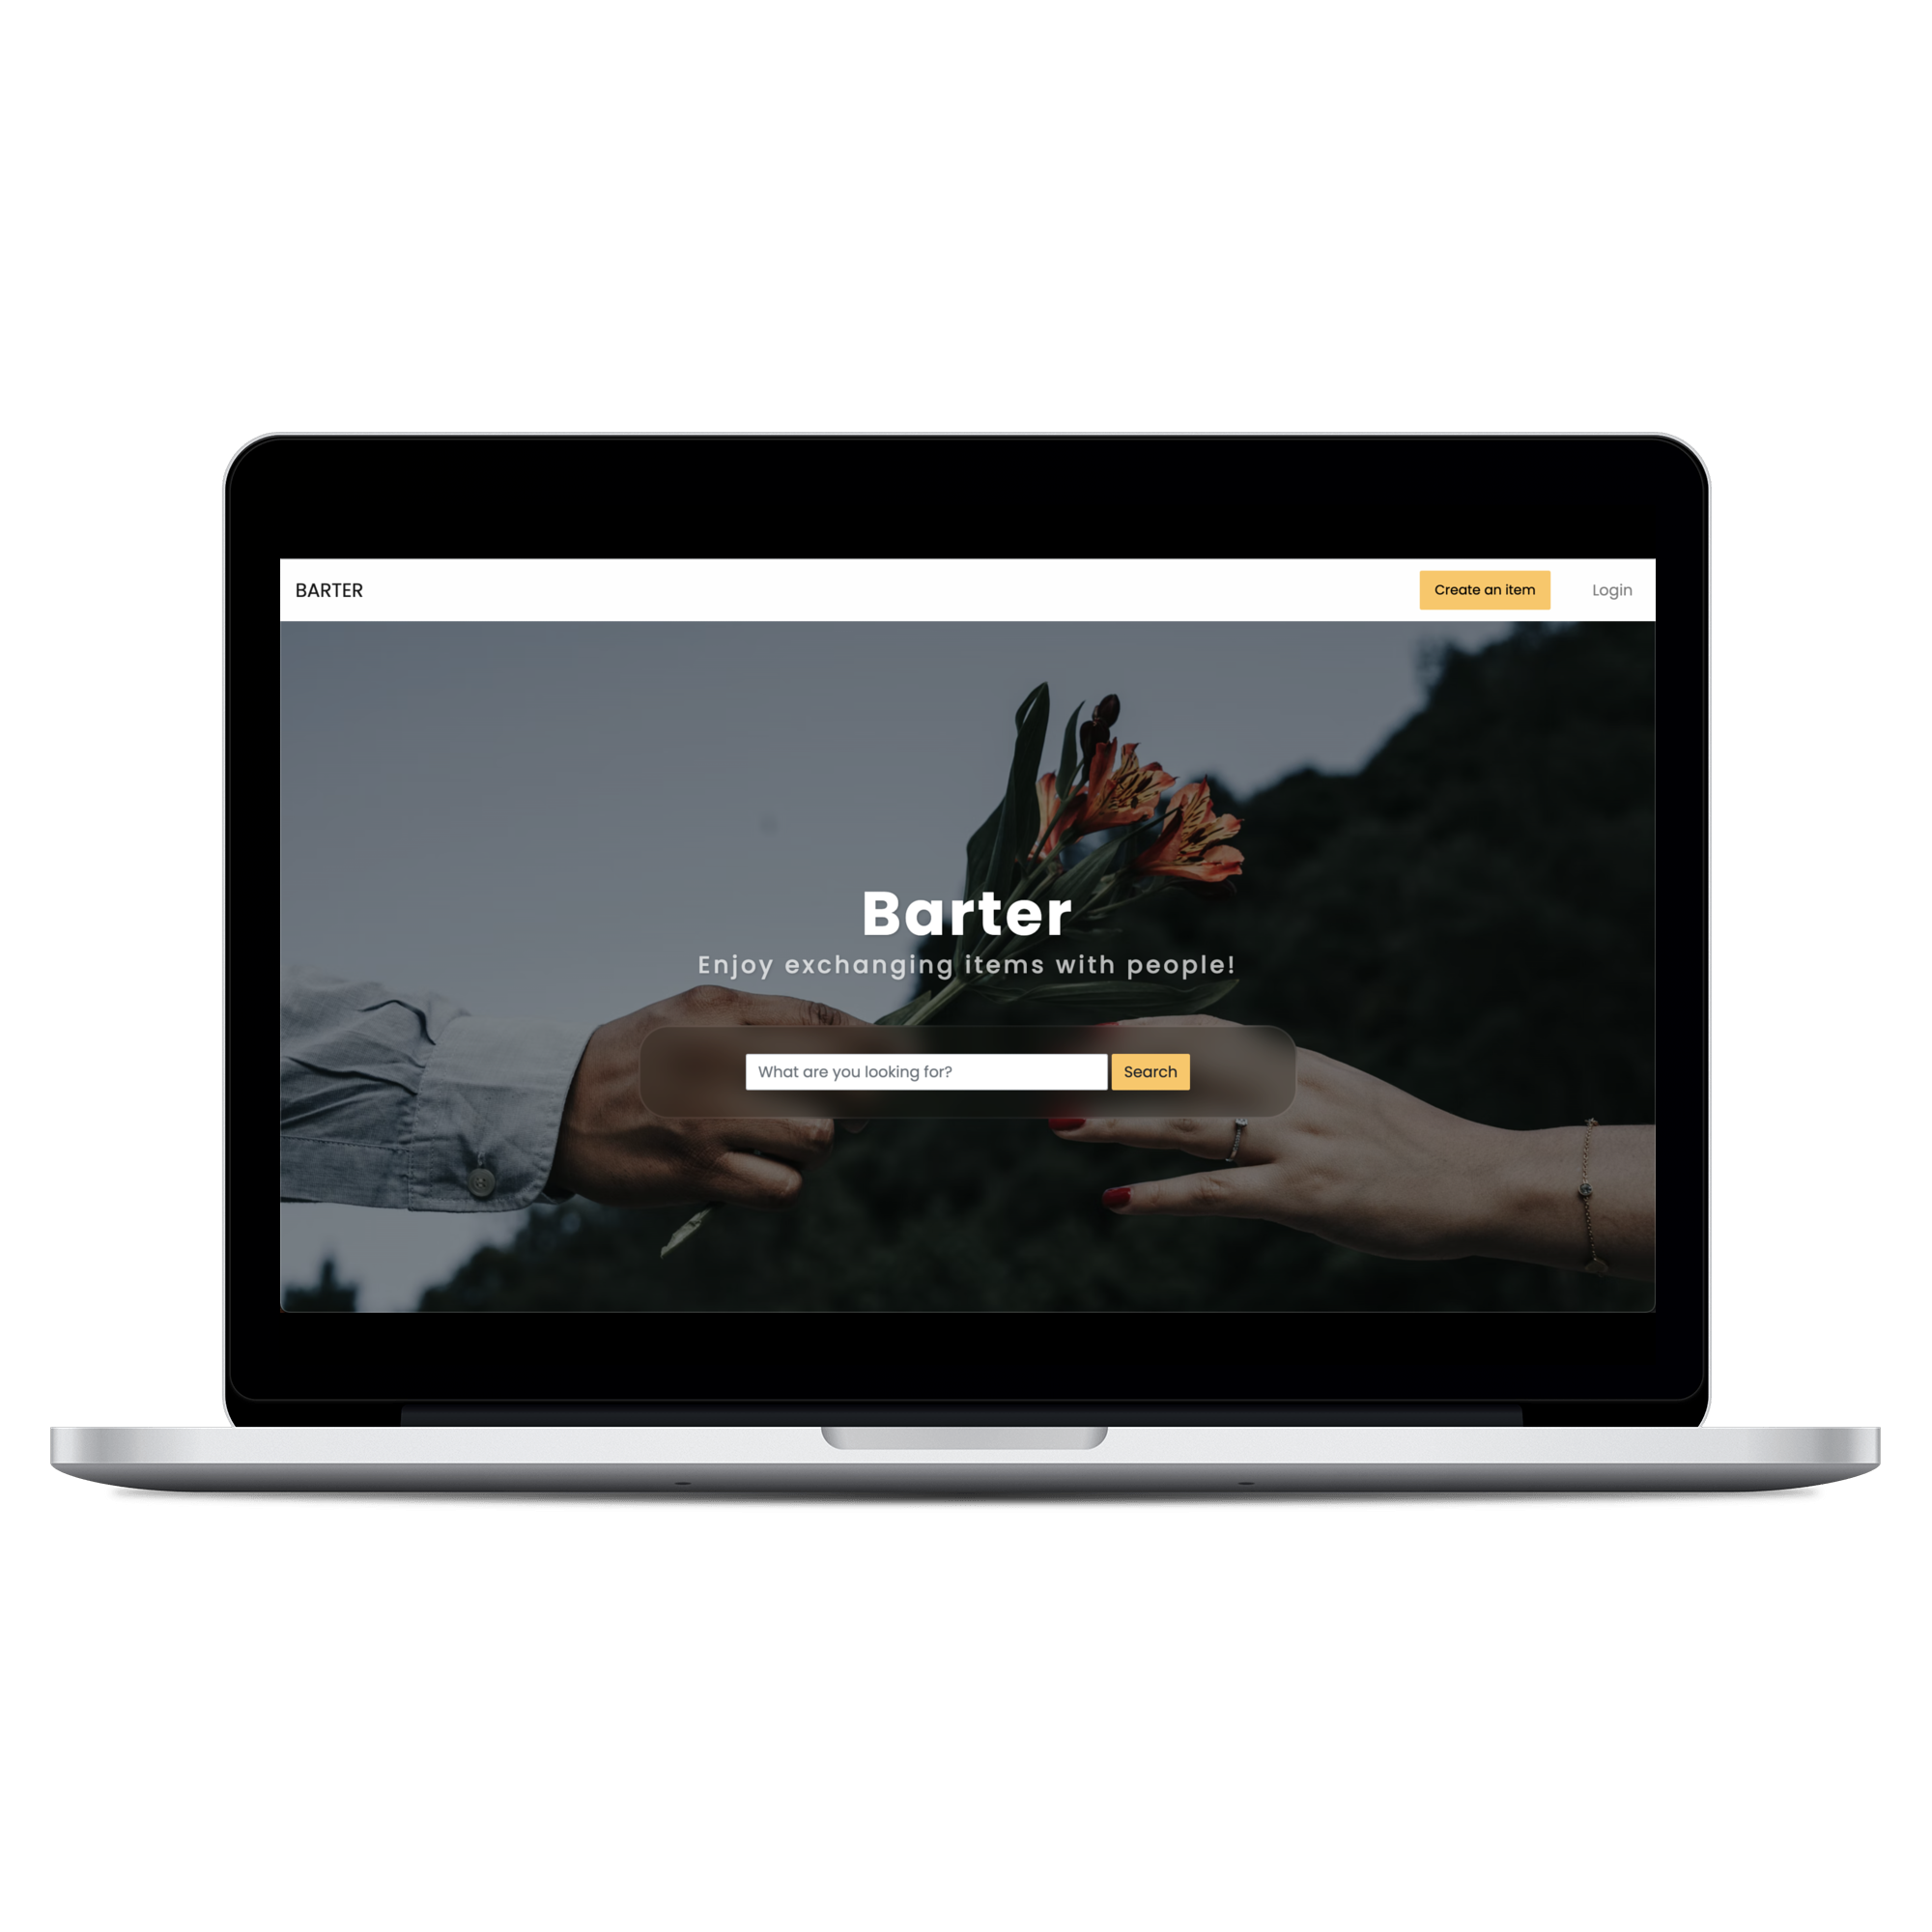 BARTER
Create an item
Login
Barter
Enjoy exchanging items with people!
What are you looking for?
Search